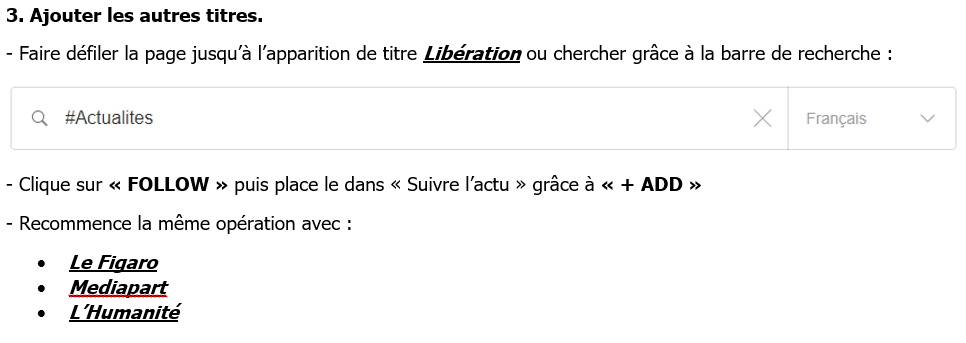 3. Ajouter les autres titres.
- Faire défiler la page jusqu’à l’apparition de titre Libération ou chercher grâce à la barre de recherche :
#Actualites
Français
- Clique sur « FOLLOW » puis place le dans « Suivre l’actu » grâce à « + ADD »
- Recommence la même opération avec :
• Le Figaro
• Mediapart
• L’Humanité